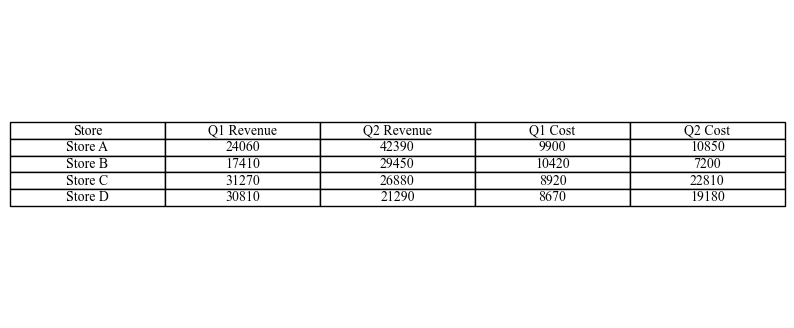 Store Q1 Revenue Q2 Revenue Q1 Cost Q2 Cost
Store A 24060 42390 9900 10850
Store B 17410 29450 10420 7200
Store C 31270 26880 8920 22810
Store D 30810 21290 8670 19180